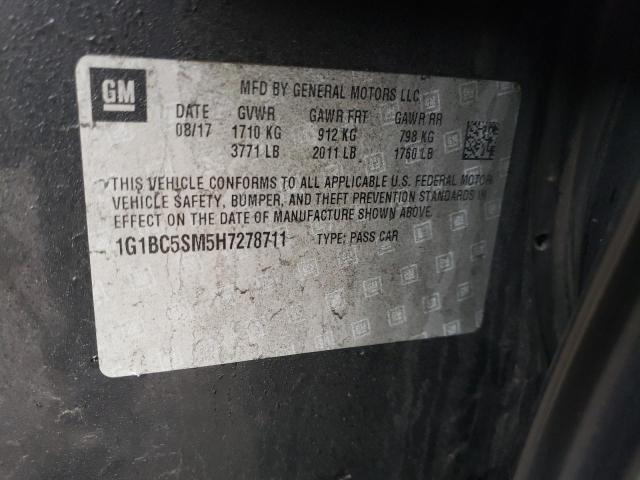 GM
MFD BY GENERAL MOTORS LLC
DATE GVWR GAWR FRT GAWR RR
08/17 1710 KG 912 KG 798 KG
3771 LB 2011 LB 1760 LB
THIS VEHICLE CONFORMS TO ALL APPLICABLE U.S. FEDERAL MOTOR
VEHICLE SAFETY, BUMPER, AND THEFT PREVENTION STANDARDS IN
EFFECT ON THE DATE OF MANUFACTURE SHOWN ABOVE.
1G1BC5SM5H7278711 TYPE: PASS CAR